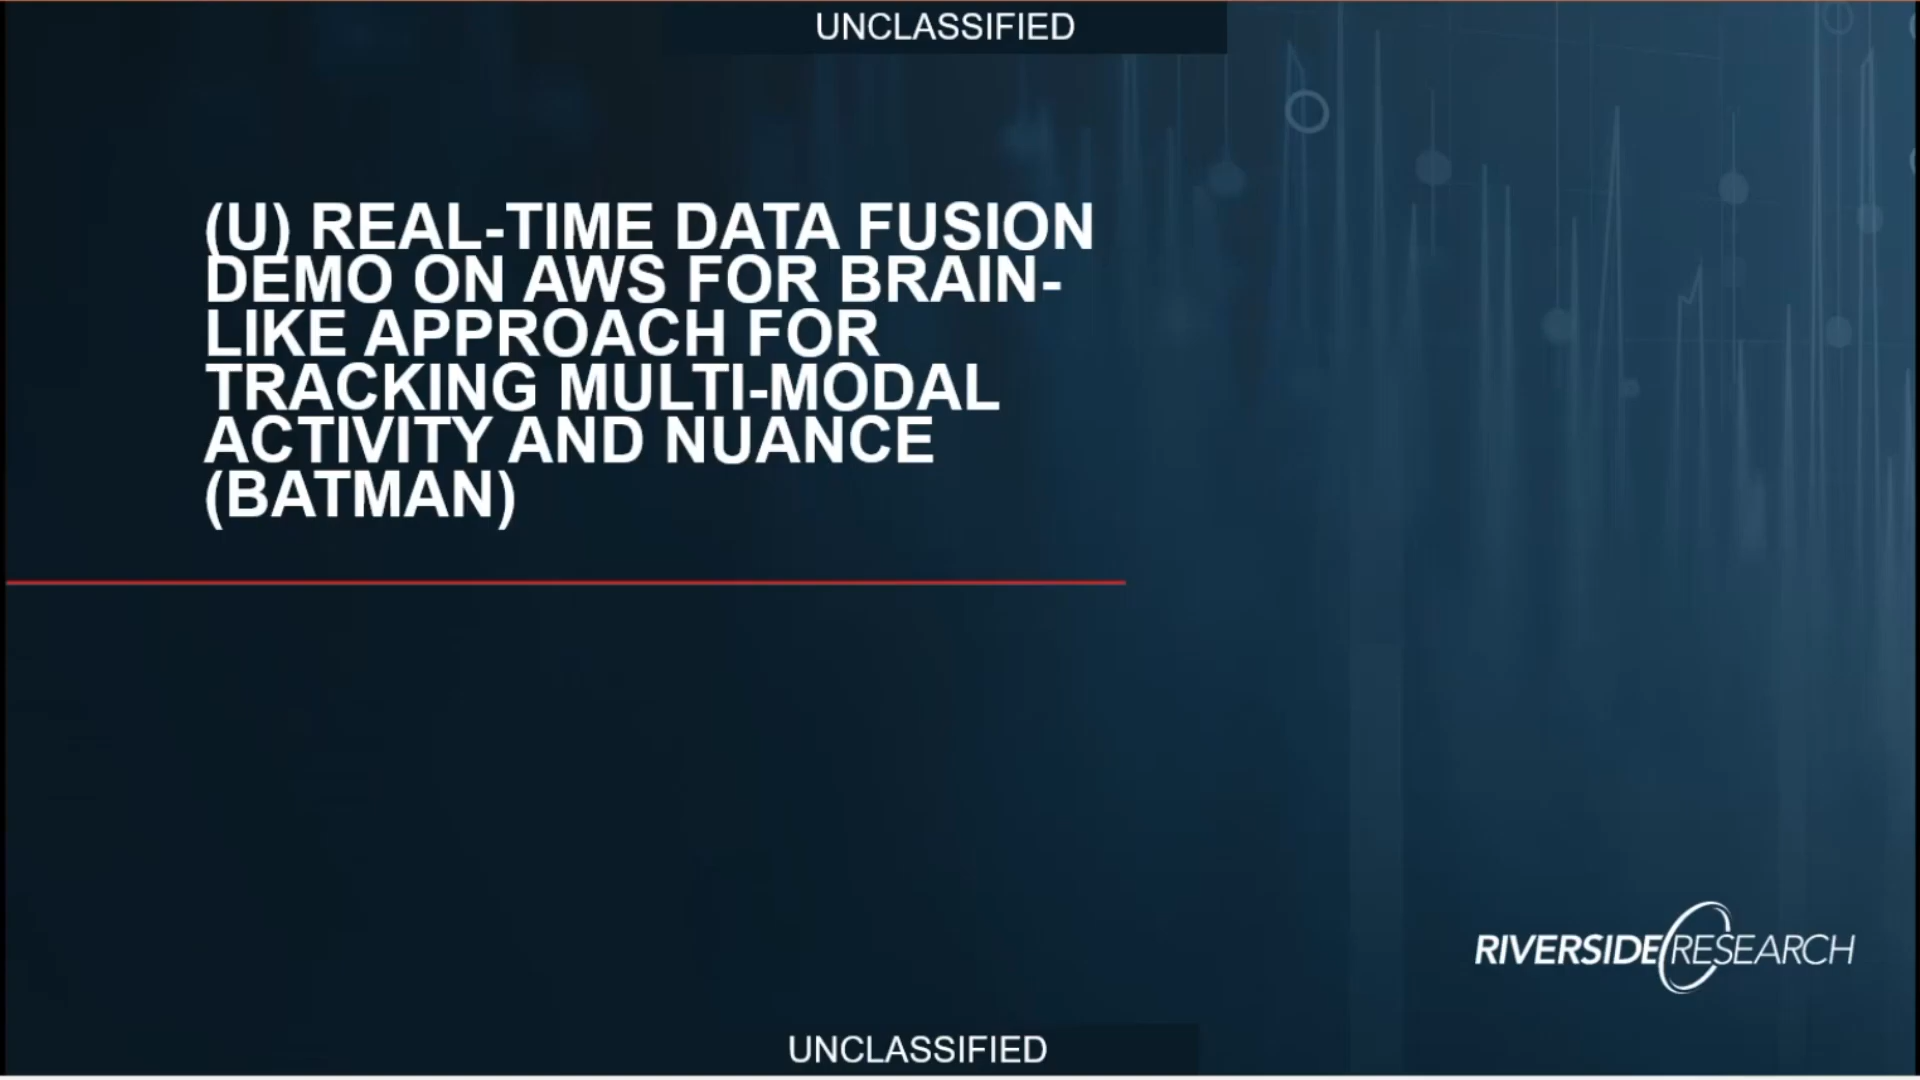 UNCLASSIFIED
(U) REAL-TIME DATA FUSION
DEMO ON AWS FOR BRAIN-
LIKE APPROACH FOR
TRACKING MULTI-MODAL
ACTIVITY AND NUANCE
(BATMAN)
RIVERSIDE RESEARCH
UNCLASSIFIED